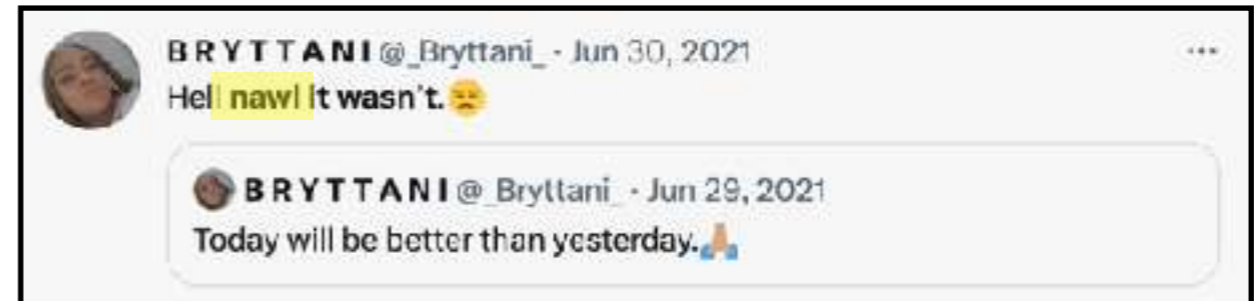 BRYTTANI @_Bryttani_ · Jun 30, 2021
Hell nawl it wasn't.😒
BRYTTANI @_Bryttani_ · Jun 29, 2021
Today will be better than yesterday.🙏🏽